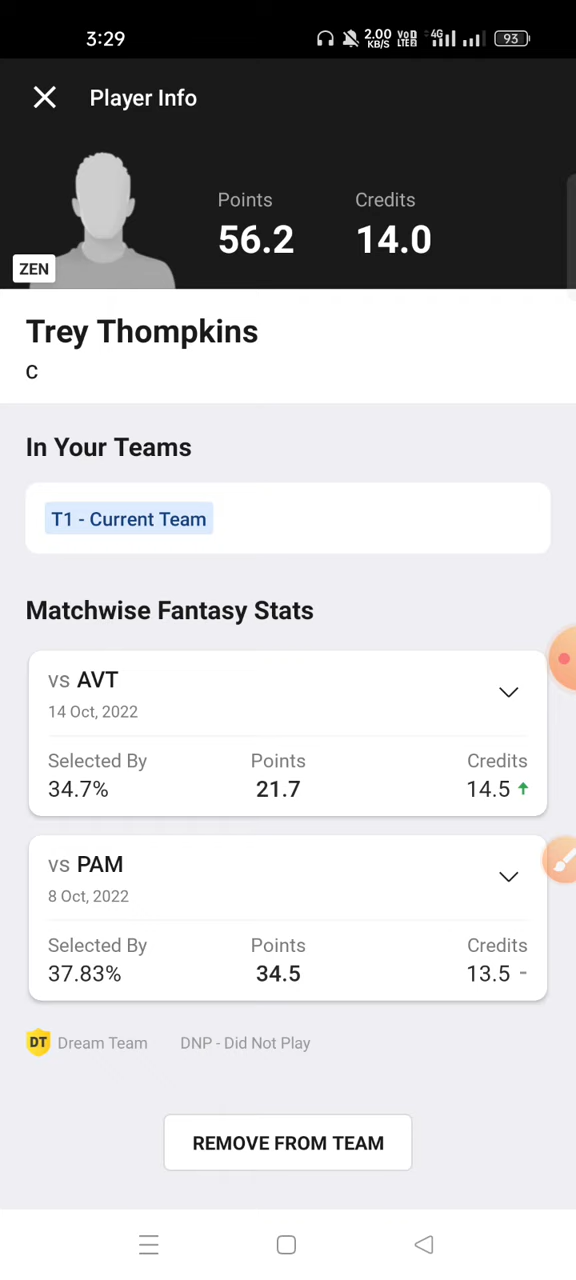 3:29 2.00 KB/S VoD LTE2 4G 93
Player Info
Points Credits
56.2 14.0
ZEN
Trey Thompkins
C
In Your Teams
T1 - Current Team
Matchwise Fantasy Stats
vs AVT
14 Oct, 2022
Selected By Points Credits
34.7% 21.7 14.5
vs PAM
8 Oct, 2022
Selected By Points Credits
37.83% 34.5 13.5 -
DT Dream Team DNP - Did Not Play
REMOVE FROM TEAM